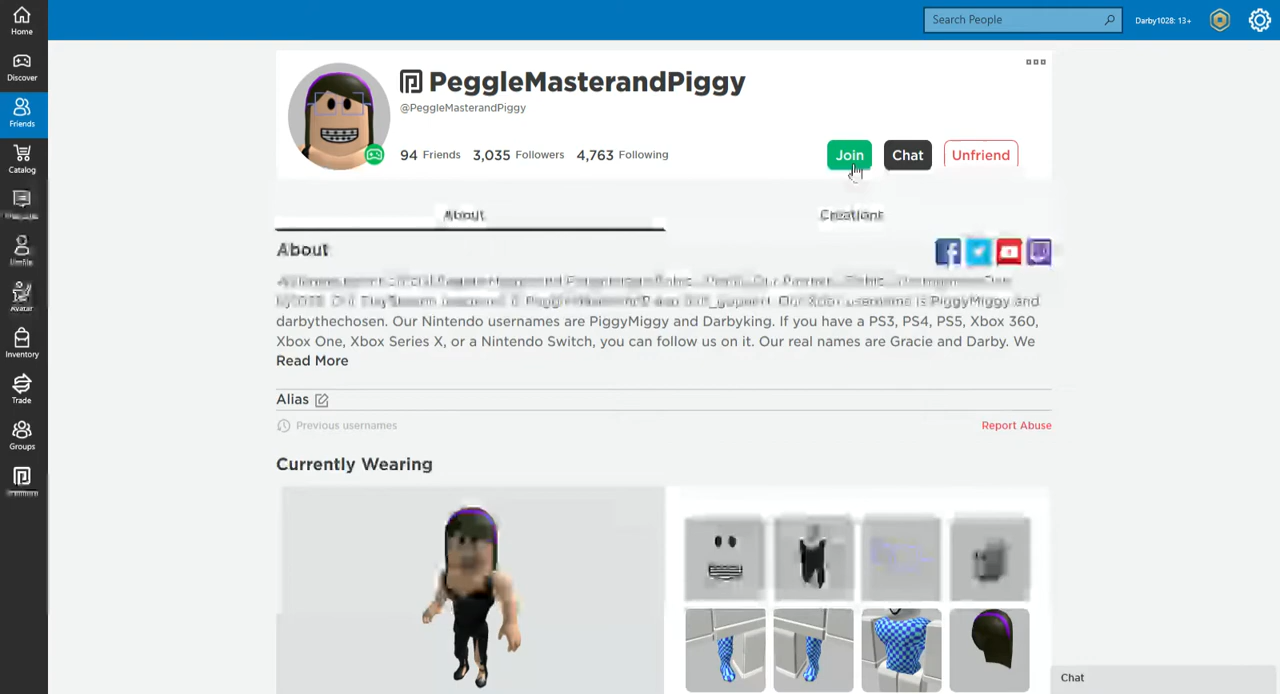 Home
Search People
Darby1028: 13+
Discover
Friends
Catalog
Avatar
Inventory
Trade
Groups
PeggleMasterandPiggy
@PeggleMasterandPiggy
94 Friends 3,035 Followers 4,763 Following
Join Chat Unfriend
About Creations
About
Our Xbox username is PiggyMiggy and
darbythechosen. Our Nintendo usernames are PiggyMiggy and Darbyking. If you have a PS3, PS4, PS5, Xbox 360,
Xbox One, Xbox Series X, or a Nintendo Switch, you can follow us on it. Our real names are Gracie and Darby. We
Read More
Alias
Previous usernames
Report Abuse
Currently Wearing
Chat